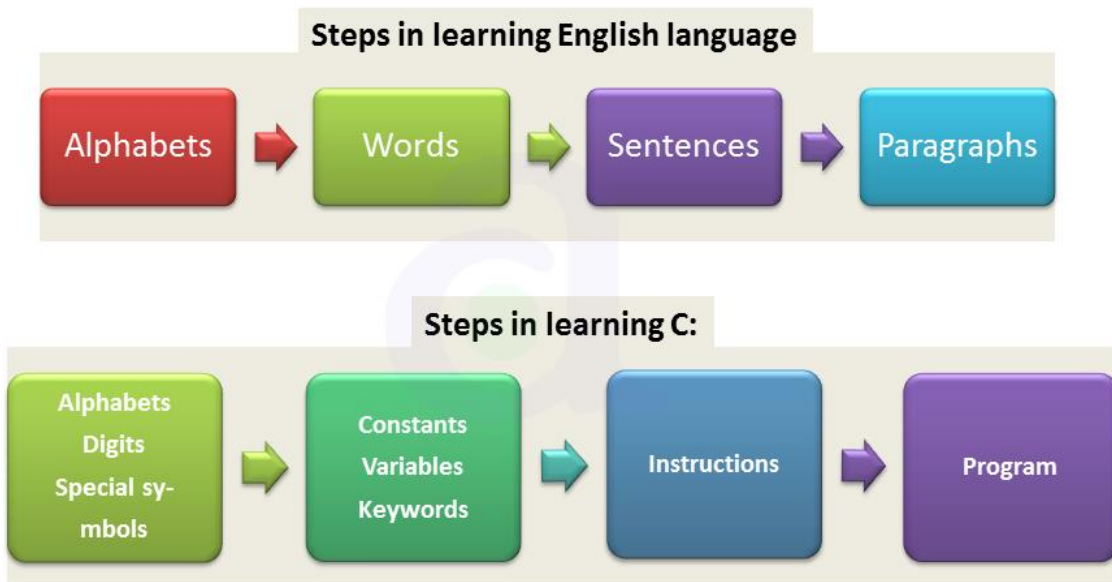 Steps in learning English language
Alphabets
Words
Sentences
Paragraphs
Steps in learning C:
Alphabets
Digits
Special sy-
mbols
Constants
Variables
Keywords
Instructions
Program